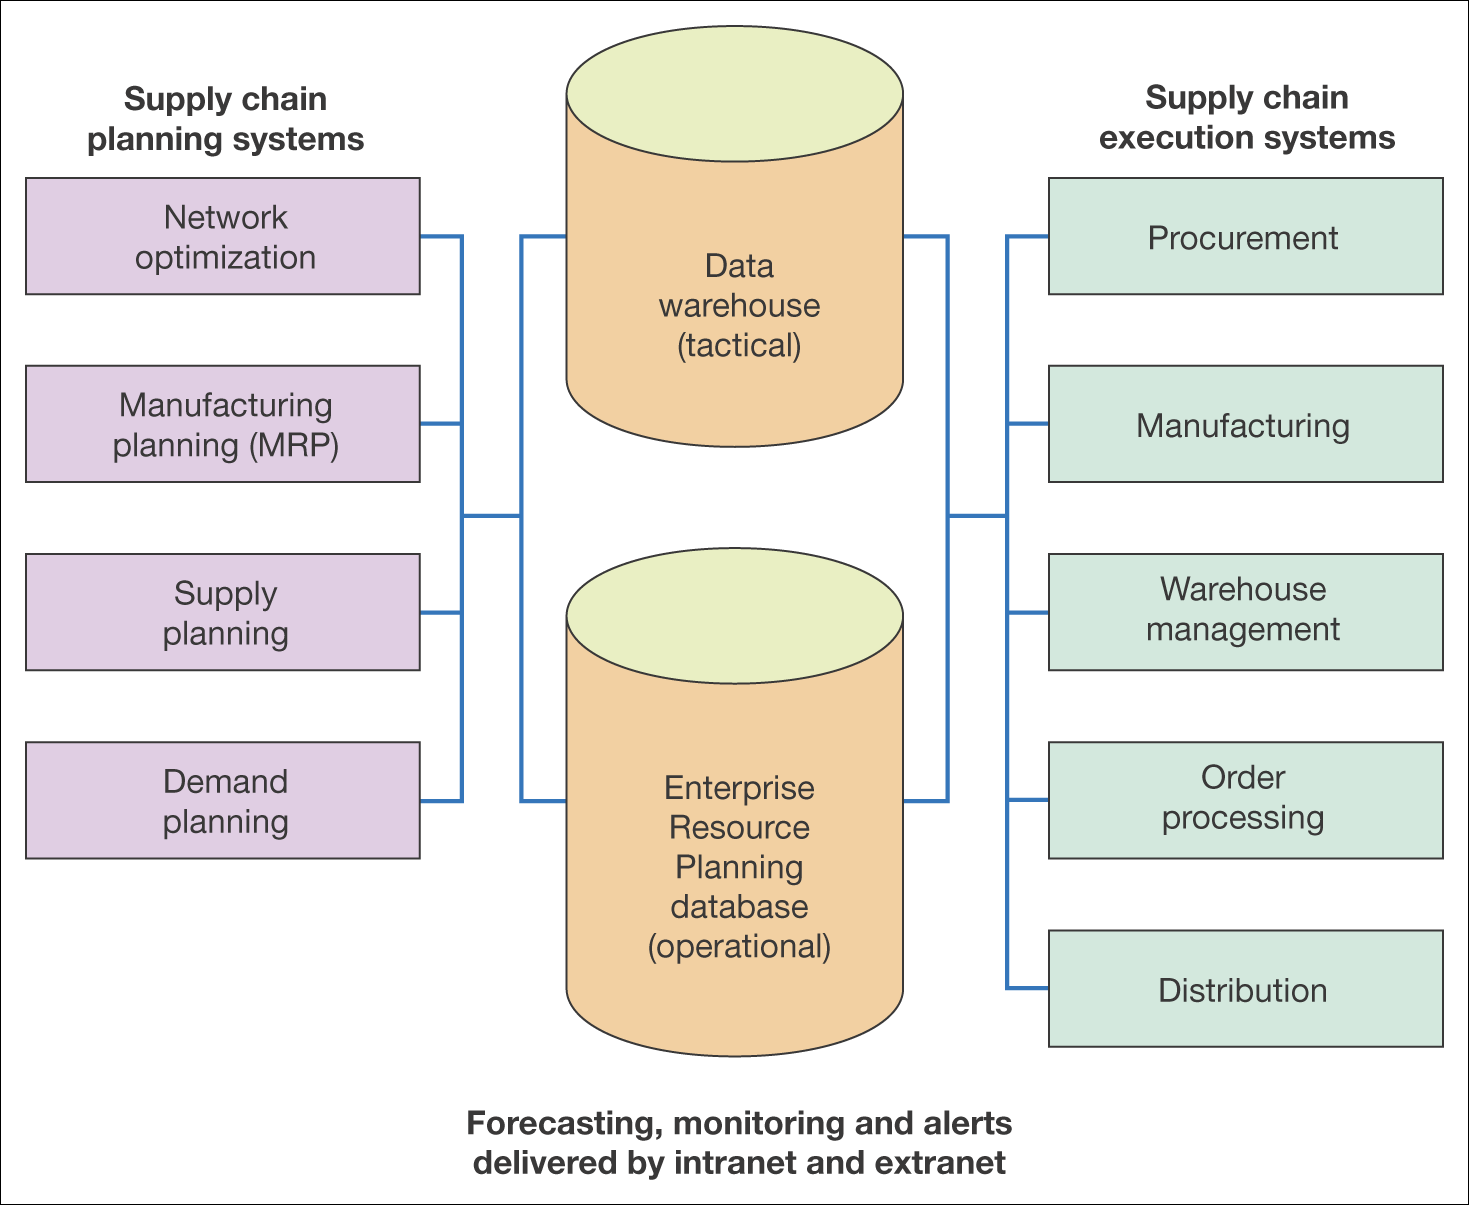 Supply chain
planning systems
Network
optimization
Manufacturing
planning (MRP)
Supply
planning
Demand
planning
Data
warehouse
(tactical)
Enterprise
Resource
Planning
database
(operational)
Supply chain
execution systems
Procurement
Manufacturing
Warehouse
management
Order
processing
Distribution
Forecasting, monitoring and alerts
delivered by intranet and extranet